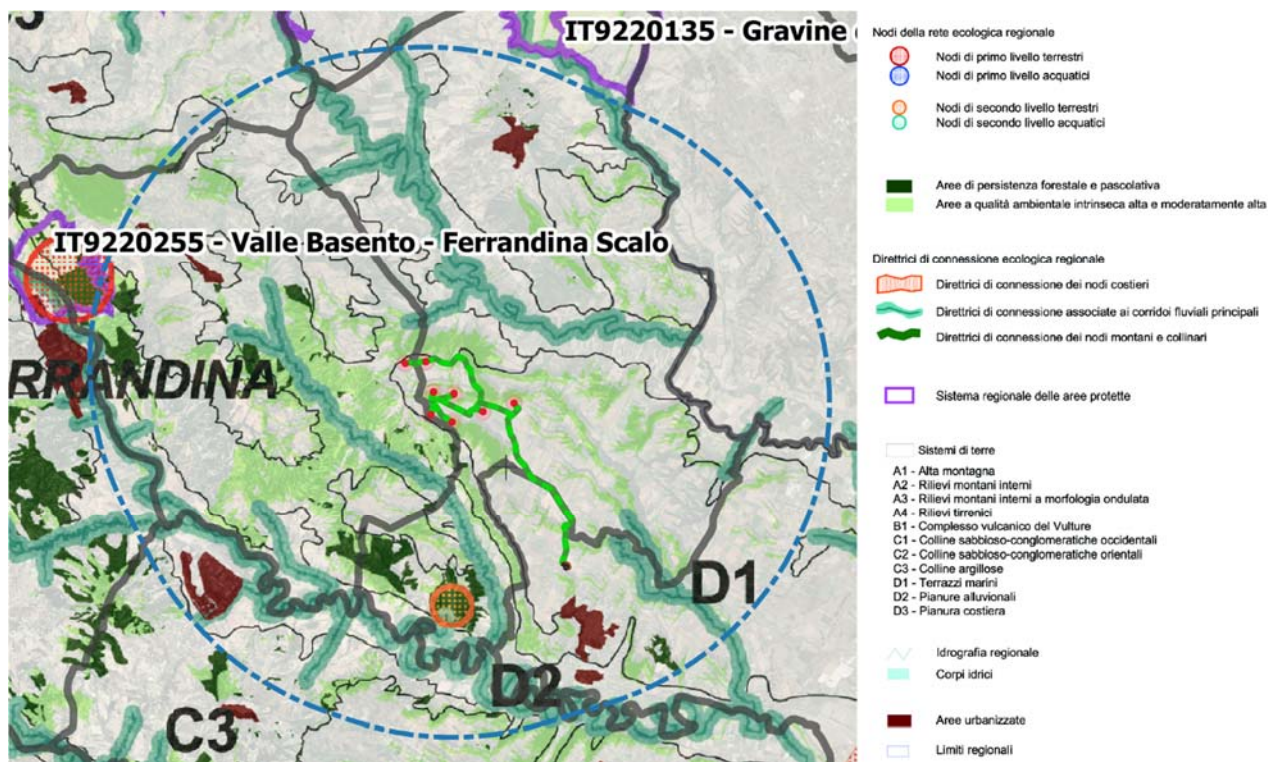 IT9220135 - Gravine
IT9220255 - Valle Basento - Ferrandina Scalo
RRANDINA
D1
D2
C3
Nodi della rete ecologica regionale
Nodi di primo livello terrestri
Nodi di primo livello acquatici
Nodi di secondo livello terrestri
Nodi di secondo livello acquatici
Aree di persistenza forestale e pascolativa
Aree a qualità ambientale intrinseca alta e moderatamente alta
Direttrici di connessione ecologica regionale
Direttrici di connessione dei nodi costieri
Direttrici di connessione associate ai corridoi fluviali principali
Direttrici di connessione dei nodi montani e collinari
Sistema regionale delle aree protette
Sistemi di terre
A1 - Alta montagna
A2 - Rilievi montani interni
A3 - Rilievi montani interni a morfologia ondulata
A4 - Rilievi tirrenici
B1 - Complesso vulcanico del Vulture
C1 - Colline sabbioso-conglomeratiche occidentali
C2 - Colline sabbioso-conglomeratiche orientali
C3 - Colline argillose
D1 - Terrazzi marini
D2 - Pianure alluvionali
D3 - Pianura costiera
Idrografia regionale
Corpi idrici
Aree urbanizzate
Limiti regionali